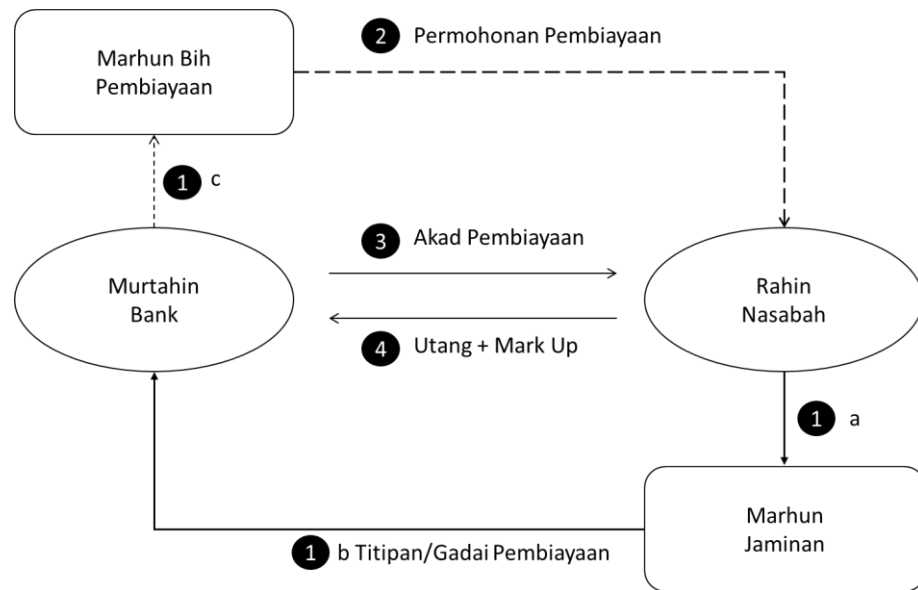 2 Permohonan Pembiayaan
Marhun Bih
Pembiayaan
1 c
3 Akad Pembiayaan
Murtahin
Bank
Rahin
Nasabah
4 Utang + Mark Up
1 a
Marhun
Jaminan
1 b Titipan/Gadai Pembiayaan